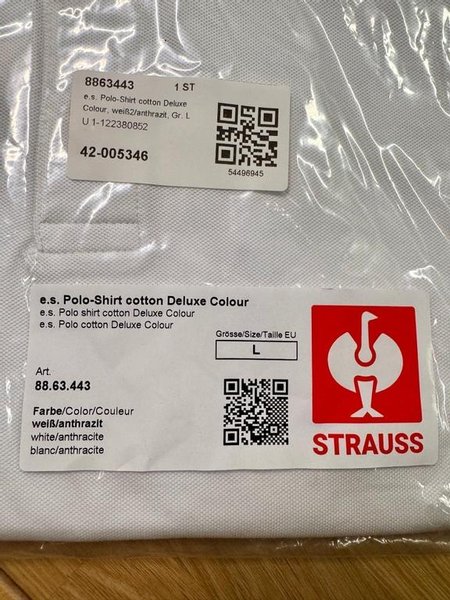 8863443 1 ST
e.s. Polo-Shirt cotton Deluxe
Colour, weiß2/anthrazit, Gr. L
U 1-122380852
42-005346
54496945
e.s. Polo-Shirt cotton Deluxe Colour
e.s. Polo shirt cotton Deluxe Colour
e.s. Polo cotton Deluxe Colour
Grösse/Size/Taille EU
L
Art.
88.63.443
Farbe/Color/Couleur
weiß/anthrazit
white/anthracite
blanc/anthracite
STRAUSS